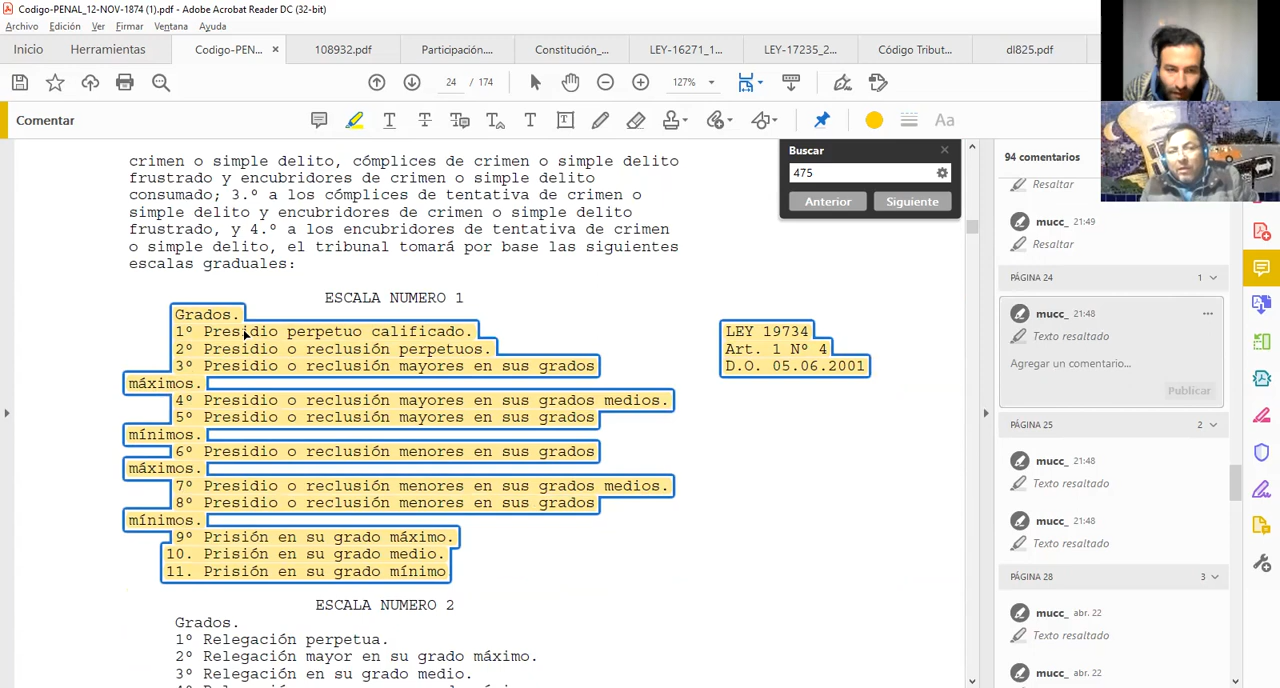 Codigo-PENAL_12-NOV-1874 (1).pdf - Adobe Acrobat Reader DC (32-bit)
Archivo Edición Ver Firmar Ventana Ayuda
Inicio Herramientas Codigo-PEN... × 108932.pdf Participación.... Constitución_... LEY-16271_1... LEY-17235_2... Código Tribut... dl825.pdf
24 / 174 127%
Comentar
Aa
Buscar
475
Anterior Siguiente
crimen o simple delito, cómplices de crimen o simple delito
frustrado y encubridores de crimen o simple delito
consumado; 3.º a los cómplices de tentativa de crimen o
simple delito y encubridores de crimen o simple delito
frustrado, y 4.º a los encubridores de tentativa de crimen
o simple delito, el tribunal tomará por base las siguientes
escalas graduales:
ESCALA NUMERO 1
Grados.
1º Presidio perpetuo calificado.
2º Presidio o reclusión perpetuos.
3º Presidio o reclusión mayores en sus grados
máximos.
4º Presidio o reclusión mayores en sus grados medios.
5º Presidio o reclusión mayores en sus grados
mínimos.
6º Presidio o reclusión menores en sus grados
máximos.
7º Presidio o reclusión menores en sus grados medios.
8º Presidio o reclusión menores en sus grados
mínimos.
9º Prisión en su grado máximo.
10. Prisión en su grado medio.
11. Prisión en su grado mínimo
LEY 19734
Art. 1 Nº 4
D.O. 05.06.2001
ESCALA NUMERO 2
Grados.
1º Relegación perpetua.
2º Relegación mayor en su grado máximo.
3º Relegación en su grado medio.
94 comentarios
Resaltar
mucc_ 21:49
Resaltar
PÁGINA 24 1
mucc_ 21:48
Texto resaltado
Agregar un comentario...
Publicar
PÁGINA 25 2
mucc_ 21:48
Texto resaltado
mucc_ 21:48
Texto resaltado
PÁGINA 28 3
mucc_ abr. 22
Texto resaltado
mucc_ abr. 22